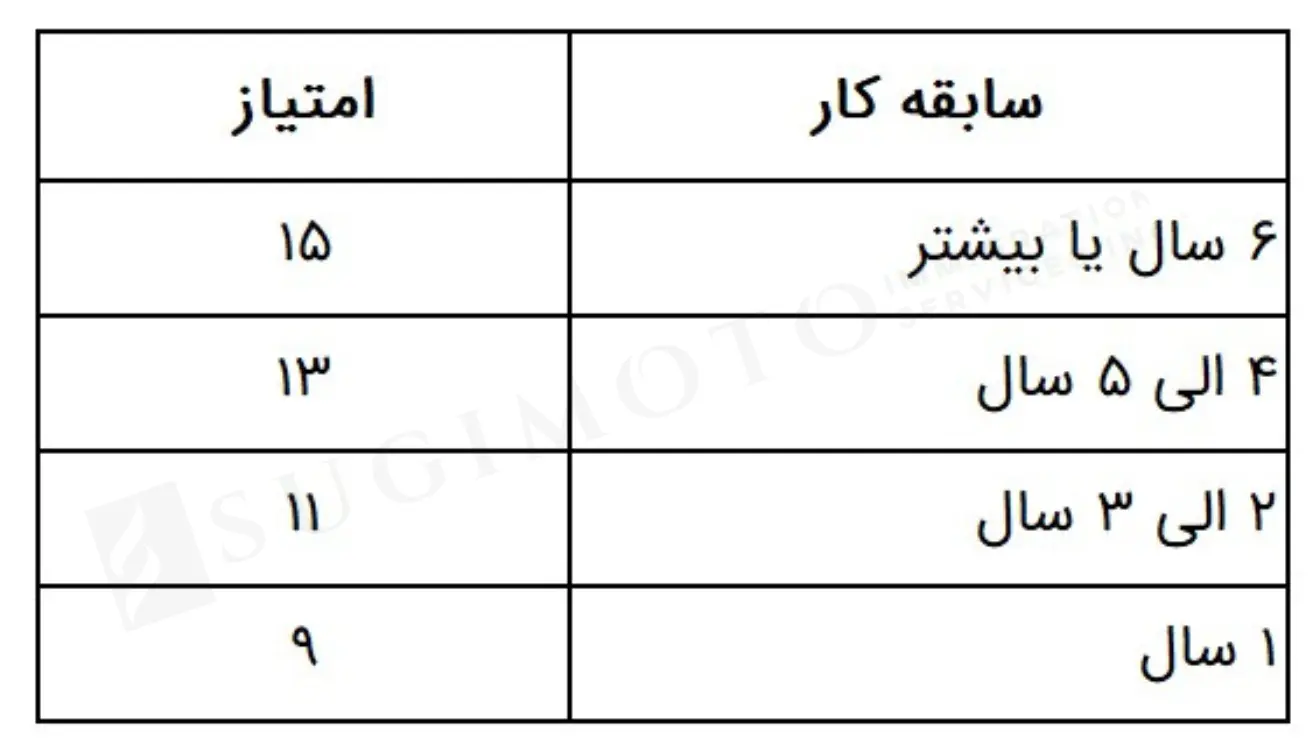 سابقه کار امتیاز
۶ سال یا بیشتر ۱۵
۴ الی ۵ سال ۱۳
۲ الی ۳ سال ۱۱
۱ سال ۹
SUGIMOTO
IMMIGRATION
SERVICES INC